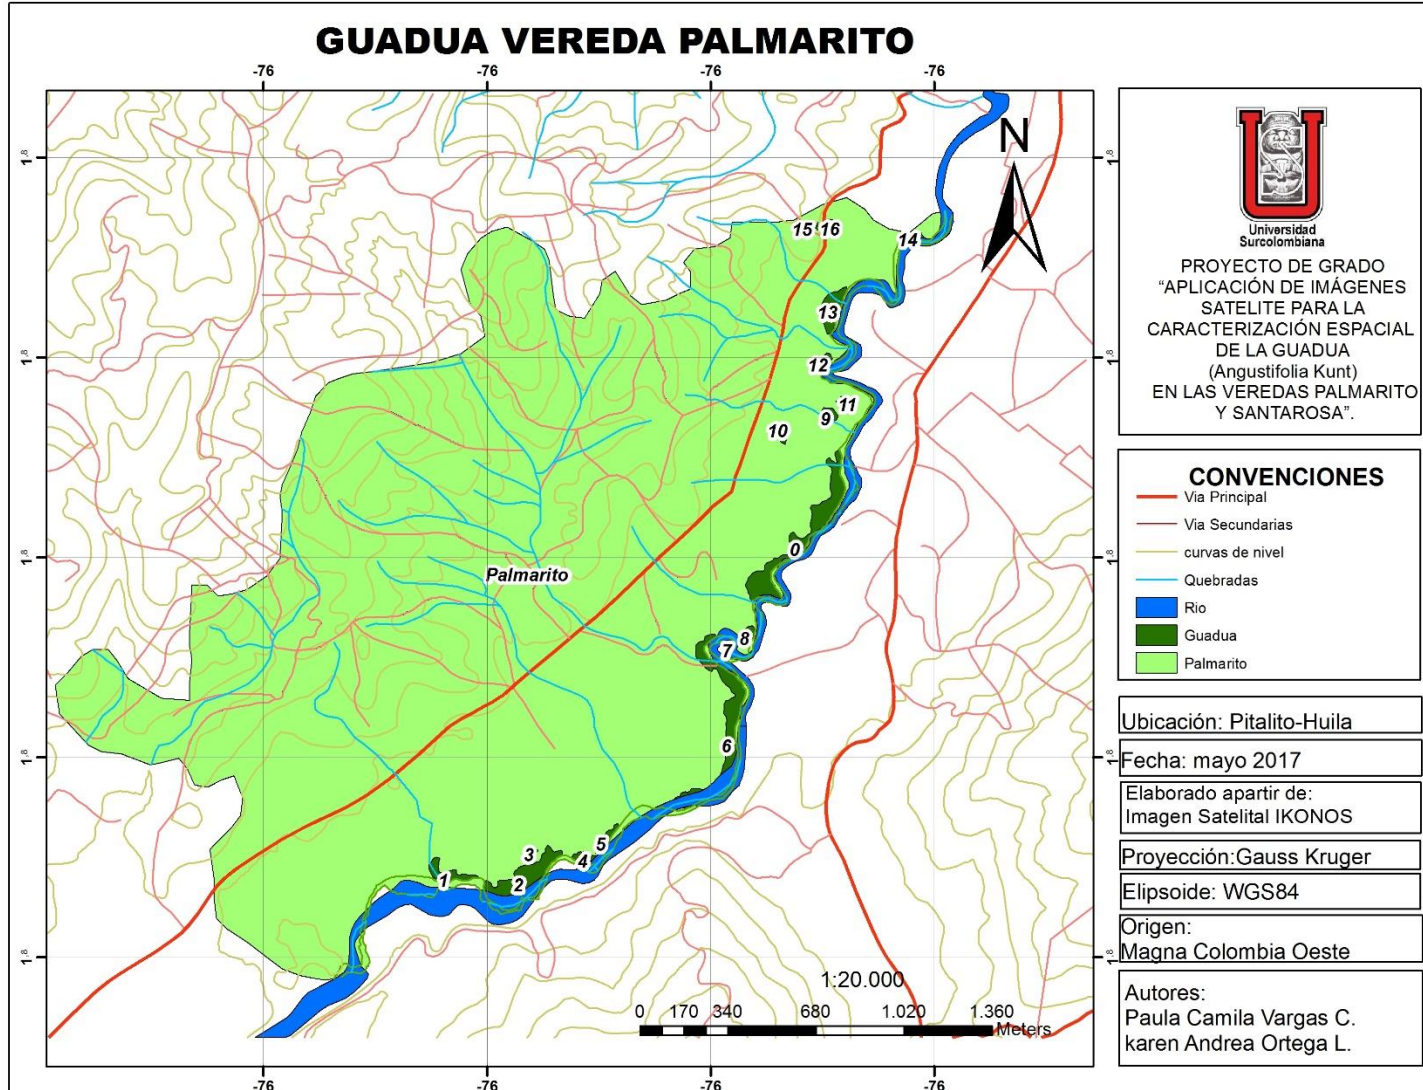 GUADUA VEREDA PALMARITO
-76
-76
-76
-76
1.8
1.8
1.8
1.8
1.8
1.8
1.8
1.8
1.8
1.8
N
15
16
14
13
12
11
9
10
0
Palmarito
8
7
6
5
3
4
1
2
1:20.000
0 170 340 680 1.020 1.360
Meters
-76
-76
-76
-76
Universidad
Surcolombiana
PROYECTO DE GRADO
“APLICACIÓN DE IMÁGENES
SATELITE PARA LA
CARACTERIZACIÓN ESPACIAL
DE LA GUADUA
(Angustifolia Kunt)
EN LAS VEREDAS PALMARITO
Y SANTAROSA”.
CONVENCIONES
Via Principal
Via Secundarias
curvas de nivel
Quebradas
Rio
Guadua
Palmarito
Ubicación: Pitalito-Huila
Fecha: mayo 2017
Elaborado apartir de:
Imagen Satelital IKONOS
Proyección:Gauss Kruger
Elipsoide: WGS84
Origen:
Magna Colombia Oeste
Autores:
Paula Camila Vargas C.
karen Andrea Ortega L.